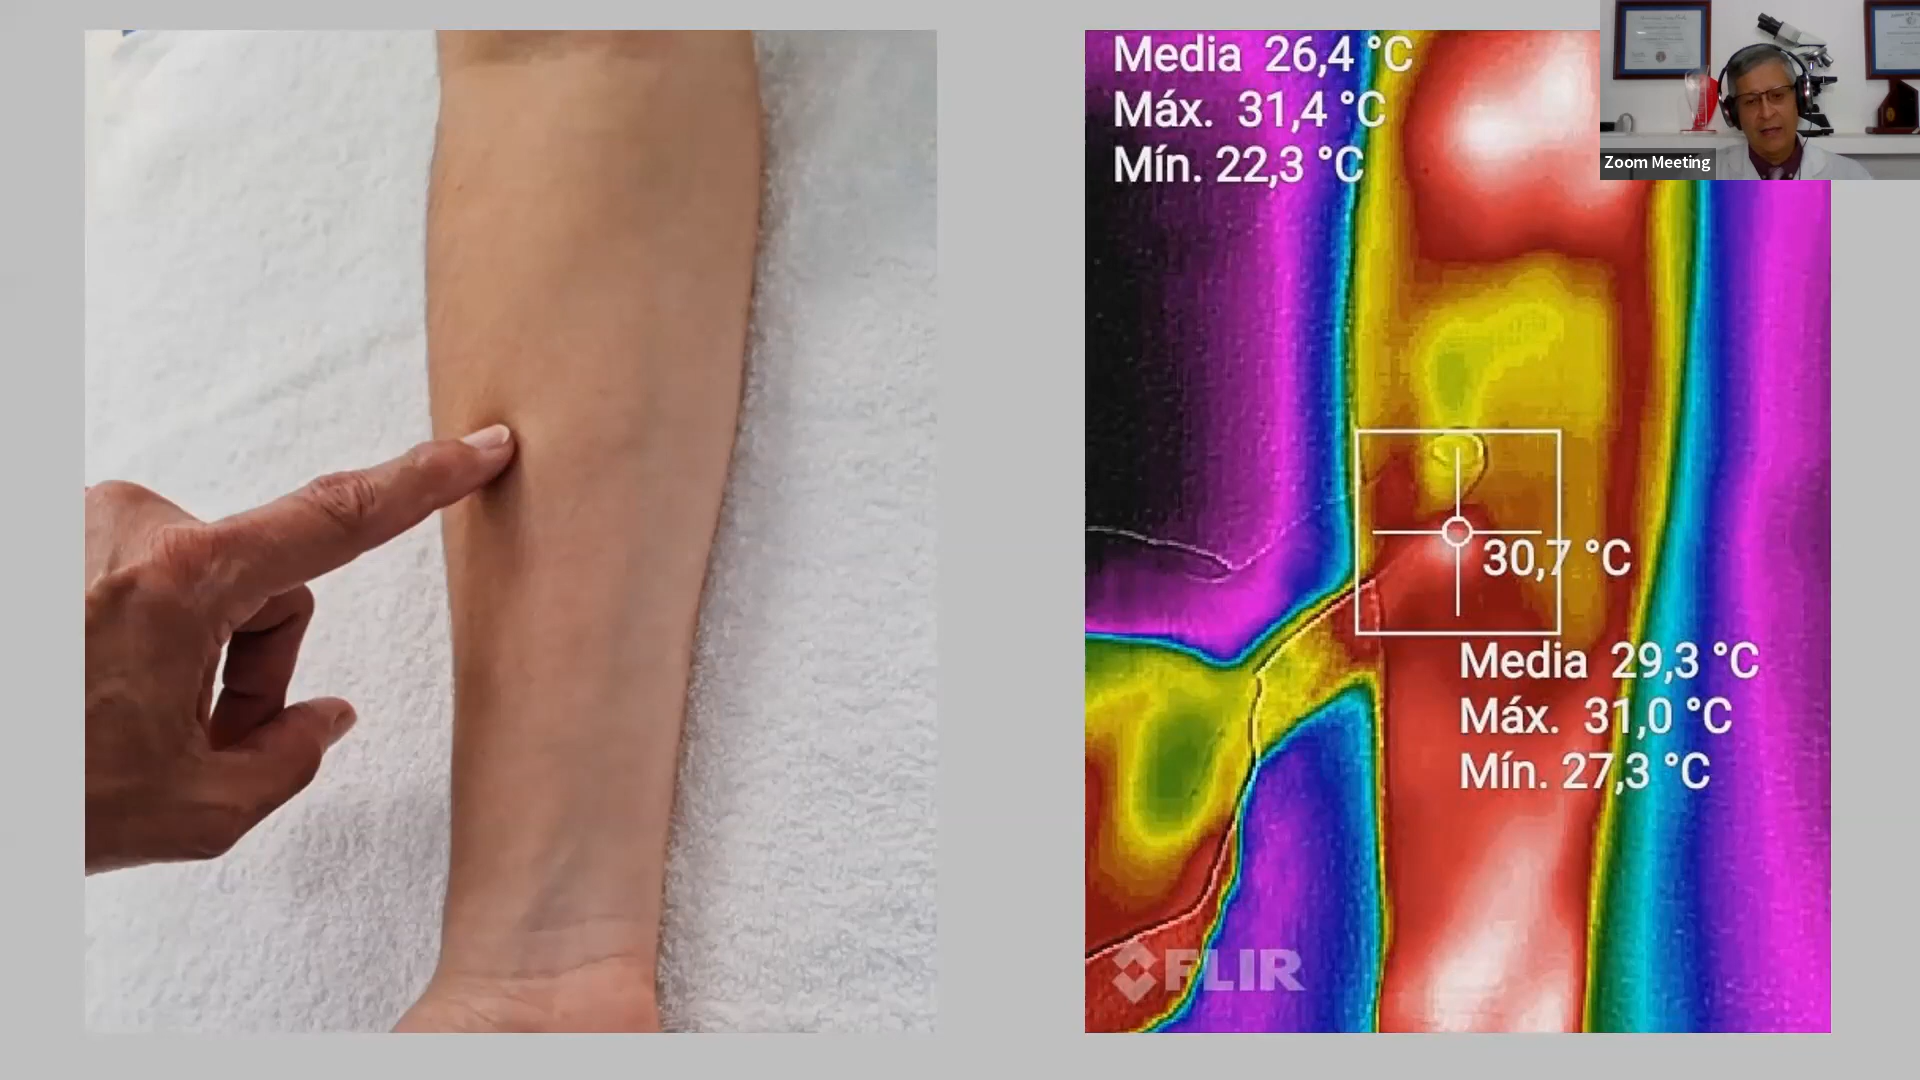 Media 26,4 °C
Máx. 31,4 °C
Mín. 22,3 °C
Zoom Meeting
30,7 °C
Media 29,3 °C
Máx. 31,0 °C
Mín. 27,3 °C
FLIR